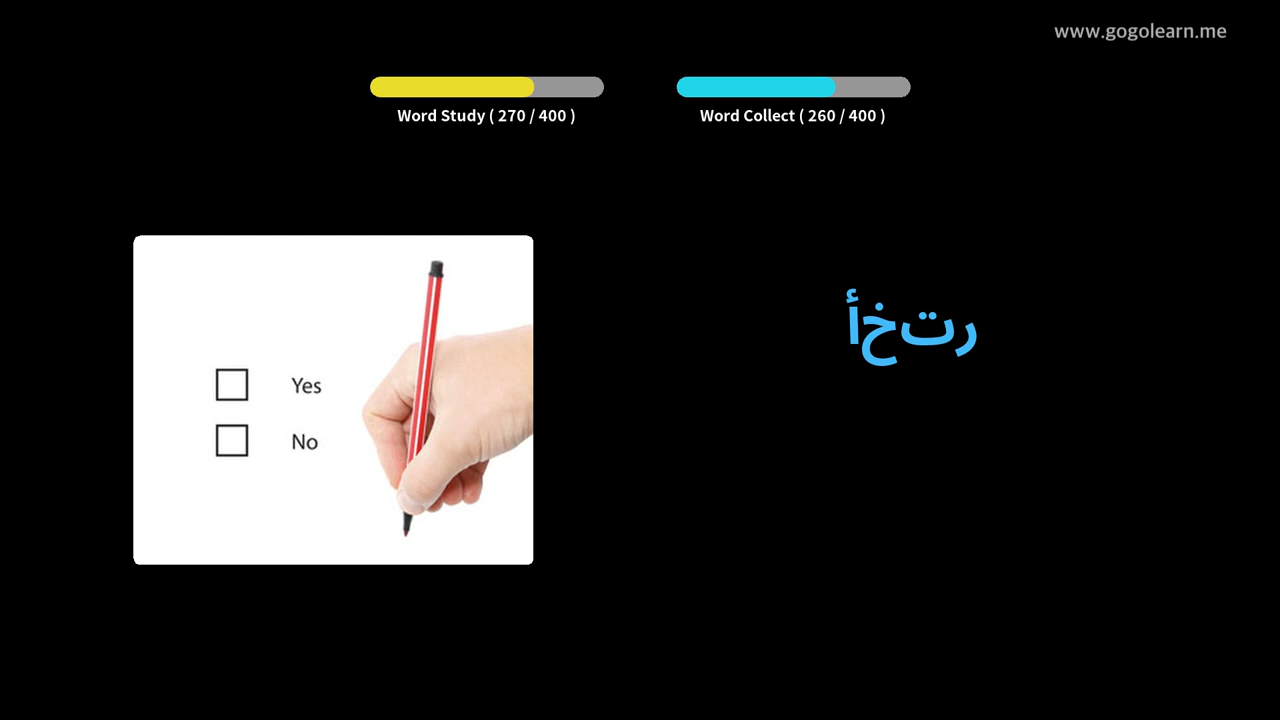 www.gogolearn.me
Word Study ( 270 / 400 )
Word Collect ( 260 / 400 )
رتخأ
Yes
No